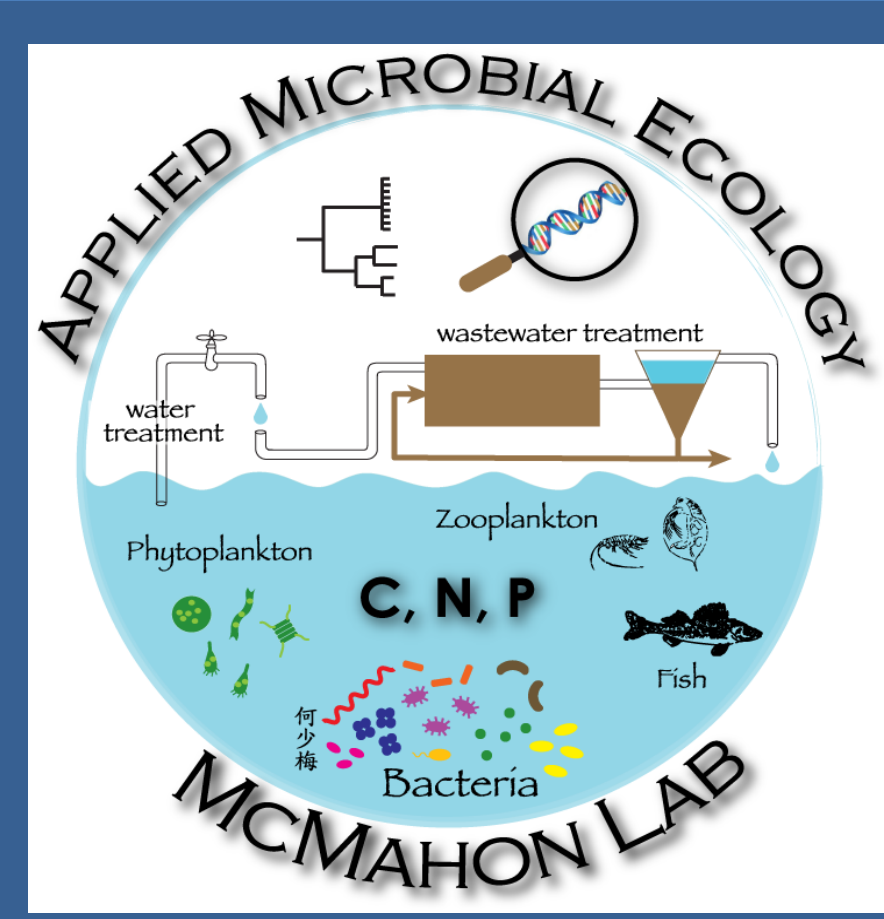 APPLIED MICROBIAL ECOLOGY
wastewater treatment
water
treatment
Zooplankton
Phytoplankton
C, N, P
Fish
何少梅
Bacteria
MCMAHON LAB